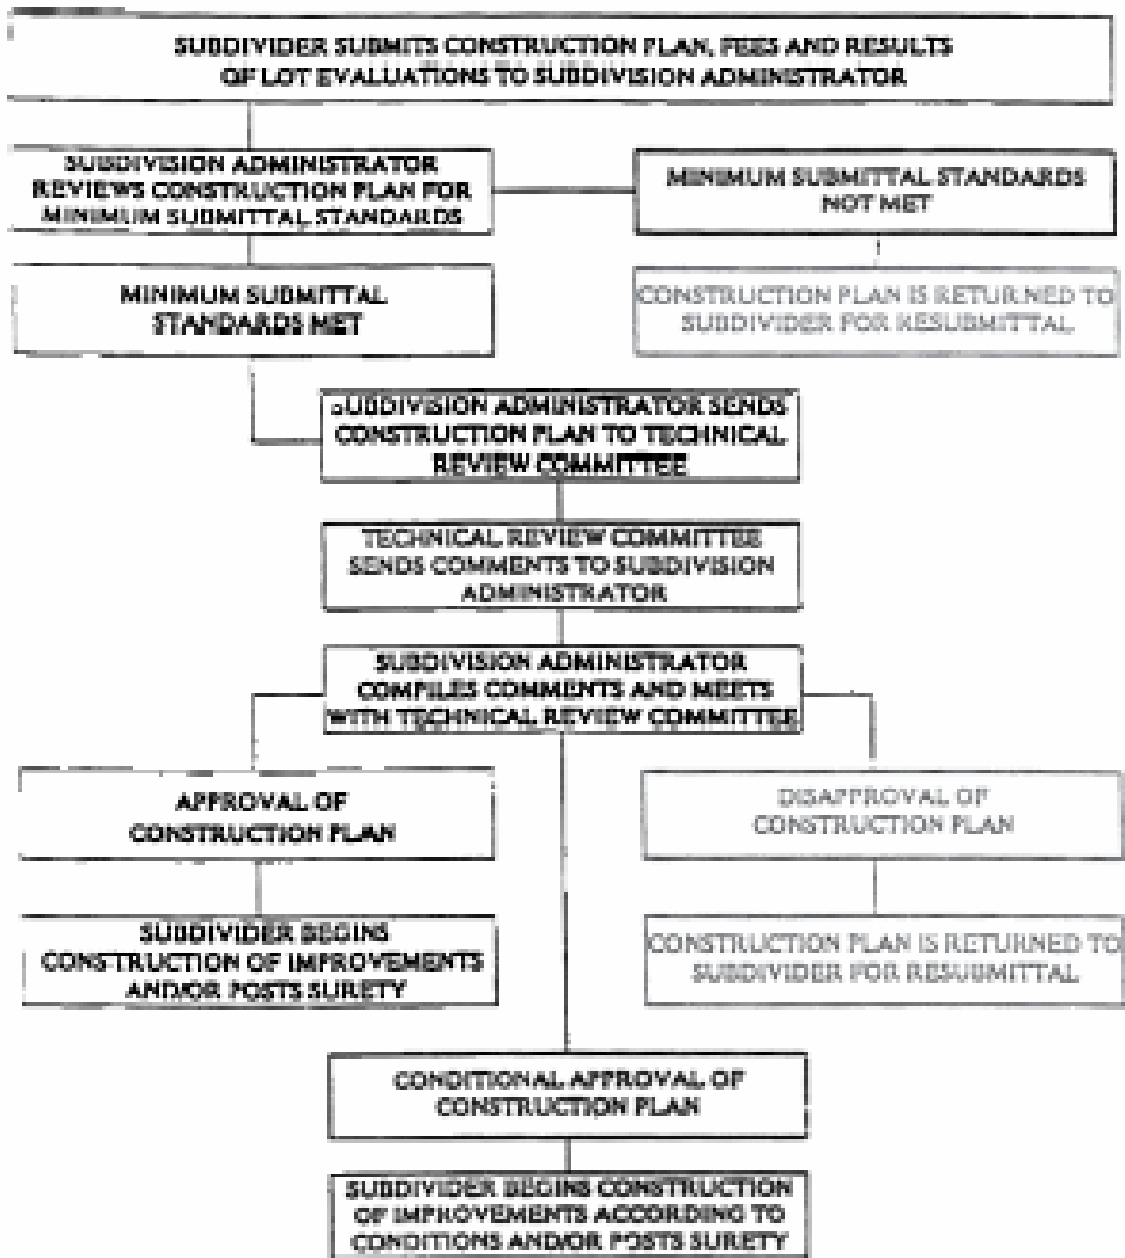 SUBDIVIDER SUBMITS CONSTRUCTION PLAN, FEES AND RESULTS
OF LOT EVALUATIONS TO SUBDIVISION ADMINISTRATOR
SUBDIVISION ADMINISTRATOR
REVIEWS CONSTRUCTION PLAN FOR
MINIMUM SUBMITTAL STANDARDS
MINIMUM SUBMITTAL STANDARDS
NOT MET
MINIMUM SUBMITTAL
STANDARDS MET
CONSTRUCTION PLAN IS RETURNED TO
SUBDIVIDER FOR RESUBMITTAL
SUBDIVISION ADMINISTRATOR SENDS
CONSTRUCTION PLAN TO TECHNICAL
REVIEW COMMITTEE
TECHNICAL REVIEW COMMITTEE
SENDS COMMENTS TO SUBDIVISION
ADMINISTRATOR
SUBDIVISION ADMINISTRATOR
COMPILES COMMENTS AND MEETS
WITH TECHNICAL REVIEW COMMITTEE
APPROVAL OF
CONSTRUCTION PLAN
DISAPPROVAL OF
CONSTRUCTION PLAN
SUBDIVIDER BEGINS
CONSTRUCTION OF IMPROVEMENTS
AND/OR POSTS SURETY
CONSTRUCTION PLAN IS RETURNED TO
SUBDIVIDER FOR RESUBMITTAL
CONDITIONAL APPROVAL OF
CONSTRUCTION PLAN
SUBDIVIDER BEGINS CONSTRUCTION
OF IMPROVEMENTS ACCORDING TO
CONDITIONS AND/OR POSTS SURETY